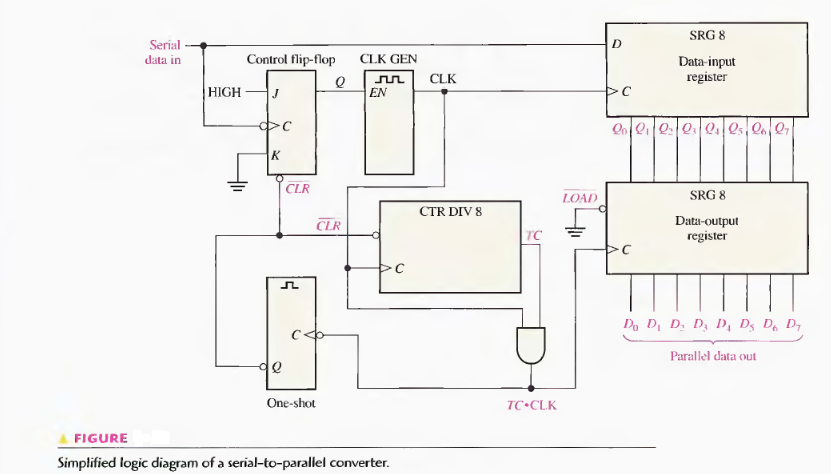 Serial
data in
Control flip-flop
CLK GEN
SRG 8
D
Data-input
register
HIGH
J
Q
EN
CLK
C
C
K
Q0 Q1 Q2 Q3 Q4 Q5 Q6 Q7
CLR
LOAD
SRG 8
Data-output
register
CLR
CTR DIV 8
TC
C
C
C
Q
D0 D1 D2 D3 D4 D5 D6 D7
Parallel data out
One-shot
TC•CLK
FIGURE
Simplified logic diagram of a serial-to-parallel converter.